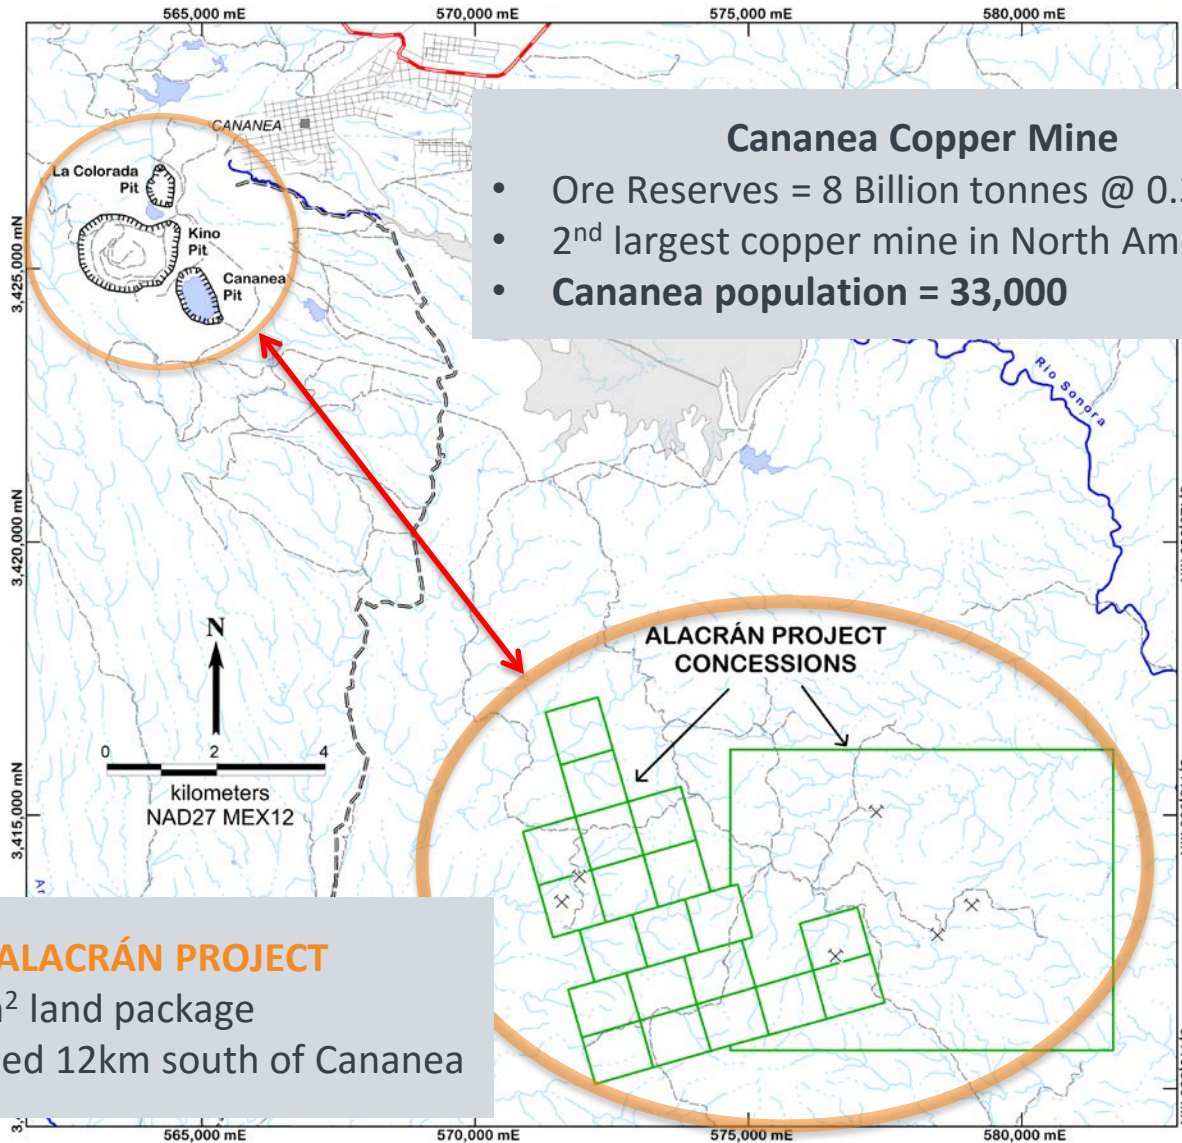 565,000 mE
570,000 mE
575,000 mE
580,000 mE
CANANEA
La Colorada
Pit
Kino
Pit
Cananea
Pit
Cananea Copper Mine
• Ore Reserves = 8 Billion tonnes @ 0.
• 2nd largest copper mine in North Am
• Cananea population = 33,000
3,425,000 mN
Rio Sonora
3,420,000 mN
N
0 2 4
kilometers
NAD27 MEX12
ALACRÁN PROJECT
CONCESSIONS
3,415,000 mN
ALACRÁN PROJECT
² land package
ed 12km south of Cananea
565,000 mE
570,000 mE
575,000 mE
580,000 mE